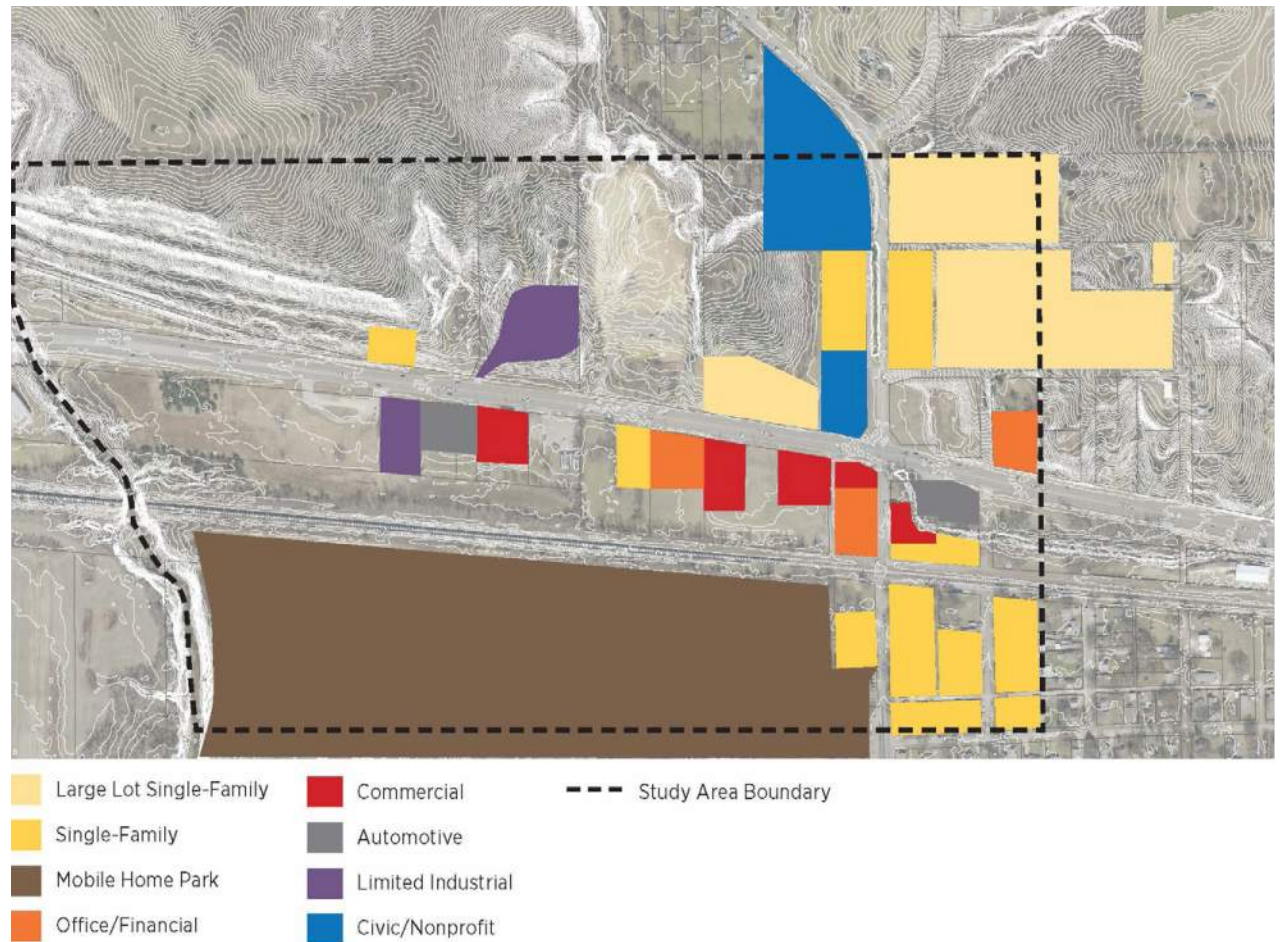 Large Lot Single-Family
Single-Family
Mobile Home Park
Office/Financial
Commercial
Automotive
Limited Industrial
Civic/Nonprofit
Study Area Boundary